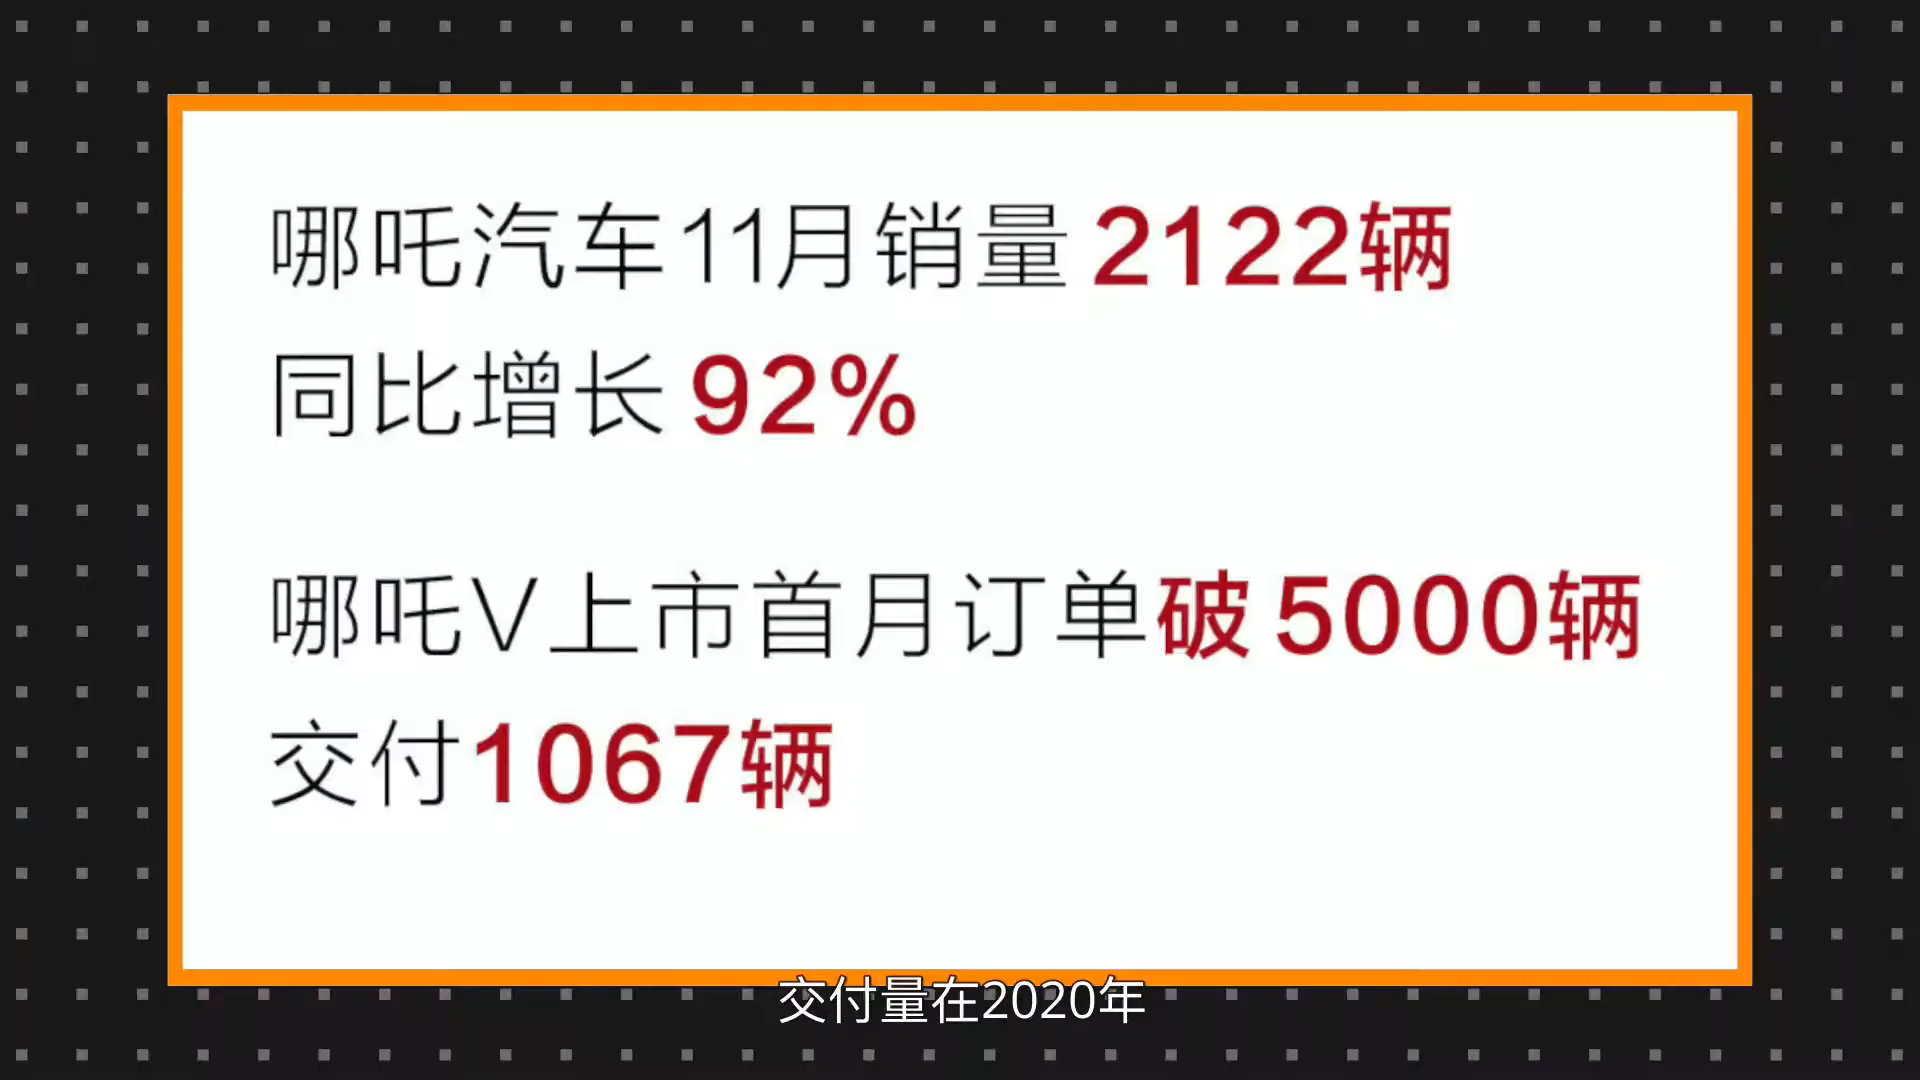 哪吒汽车11月销量2122辆
同比增长92%
哪吒V上市首月订单破5000辆
交付1067辆
交付量在2020年